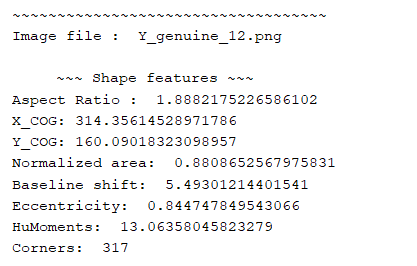 ~~~~~~~~~~~~~~~~~~~~~~~~~~~~~~~~~
Image file :  Y_genuine_12.png
~~~ Shape features ~~~
Aspect Ratio :  1.8882175226586102
X_COG: 314.35614528971786
Y_COG: 160.09018323098957
Normalized area:  0.8808652567975831
Baseline shift:  5.49301214401541
Eccentricity:  0.844747849543066
HuMoments:  13.06358045823279
Corners:  317